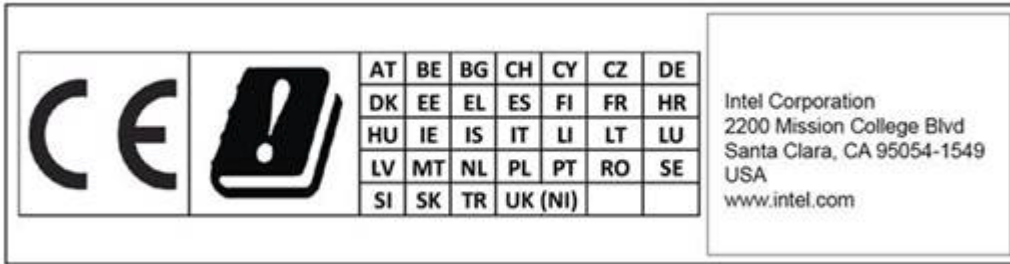 CE
AT BE BG CH CY CZ DE
DK EE EL ES FI FR HR
HU IE IS IT LI LT LU
LV MT NL PL PT RO SE
SI SK TR UK (NI)
Intel Corporation
2200 Mission College Blvd
Santa Clara, CA 95054-1549
USA
www.intel.com